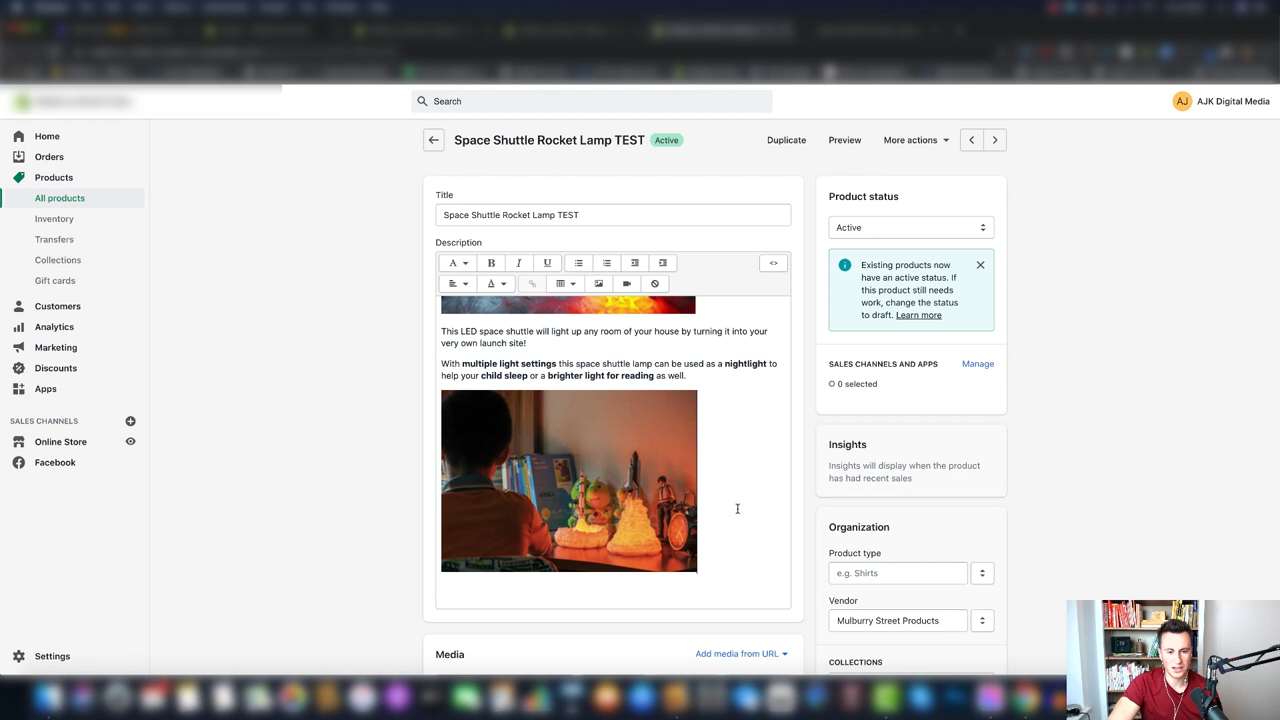 Search
AJ AJK Digital Media
Home
Orders
Products
All products
Inventory
Transfers
Collections
Gift cards
Customers
Analytics
Marketing
Discounts
Apps
SALES CHANNELS
Online Store
Facebook
Settings
Space Shuttle Rocket Lamp TEST Active
Duplicate Preview More actions
Title
Space Shuttle Rocket Lamp TEST
Description
A B I U <>
A
This LED space shuttle will light up any room of your house by turning it into your
very own launch site!
With multiple light settings this space shuttle lamp can be used as a nightlight to
help your child sleep or a brighter light for reading as well.
Media Add media from URL
Product status
Active
Existing products now
have an active status. If
this product still needs
work, change the status
to draft. Learn more
SALES CHANNELS AND APPS Manage
0 selected
Insights
Insights will display when the product
has had recent sales
Organization
Product type
e.g. Shirts
Vendor
Mulburry Street Products
COLLECTIONS